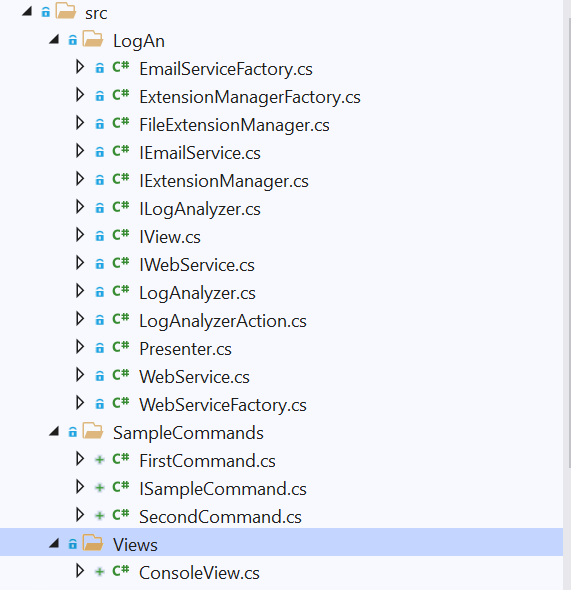 src
LogAn
C# EmailServiceFactory.cs
C# ExtensionManagerFactory.cs
C# FileExtensionManager.cs
C# IEmailService.cs
C# IExtensionManager.cs
C# ILogAnalyzer.cs
C# IView.cs
C# IWebService.cs
C# LogAnalyzer.cs
C# LogAnalyzerAction.cs
C# Presenter.cs
C# WebService.cs
C# WebServiceFactory.cs
SampleCommands
C# FirstCommand.cs
C# ISampleCommand.cs
C# SecondCommand.cs
Views
C# ConsoleView.cs